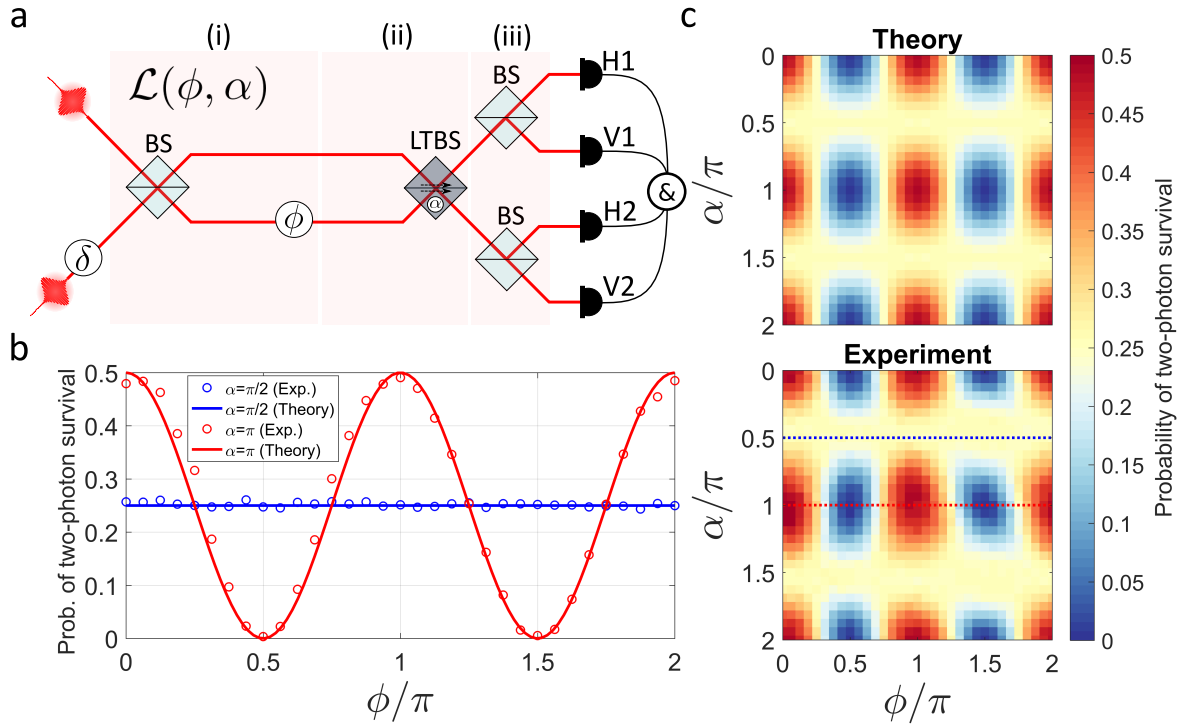 a
(i)
(ii)
(iii)
ℒ(ϕ, α)
BS
LTBS
BS
BS
δ
ϕ
α
H1
V1
H2
V2
&
b
Prob. of two-photon survival
0.5
0.4
0.3
0.2
0.1
0
α=π/2 (Exp.)
α=π/2 (Theory)
α=π (Exp.)
α=π (Theory)
0 0.5 1 1.5 2
ϕ/π
c
Theory
α/π
0
0.5
1
1.5
2
Experiment
α/π
0
0.5
1
1.5
2
0 0.5 1 1.5 2
ϕ/π
0.5
0.45
0.4
0.35
0.3
0.25
0.2
0.15
0.1
0.05
0
Probability of two-photon survival